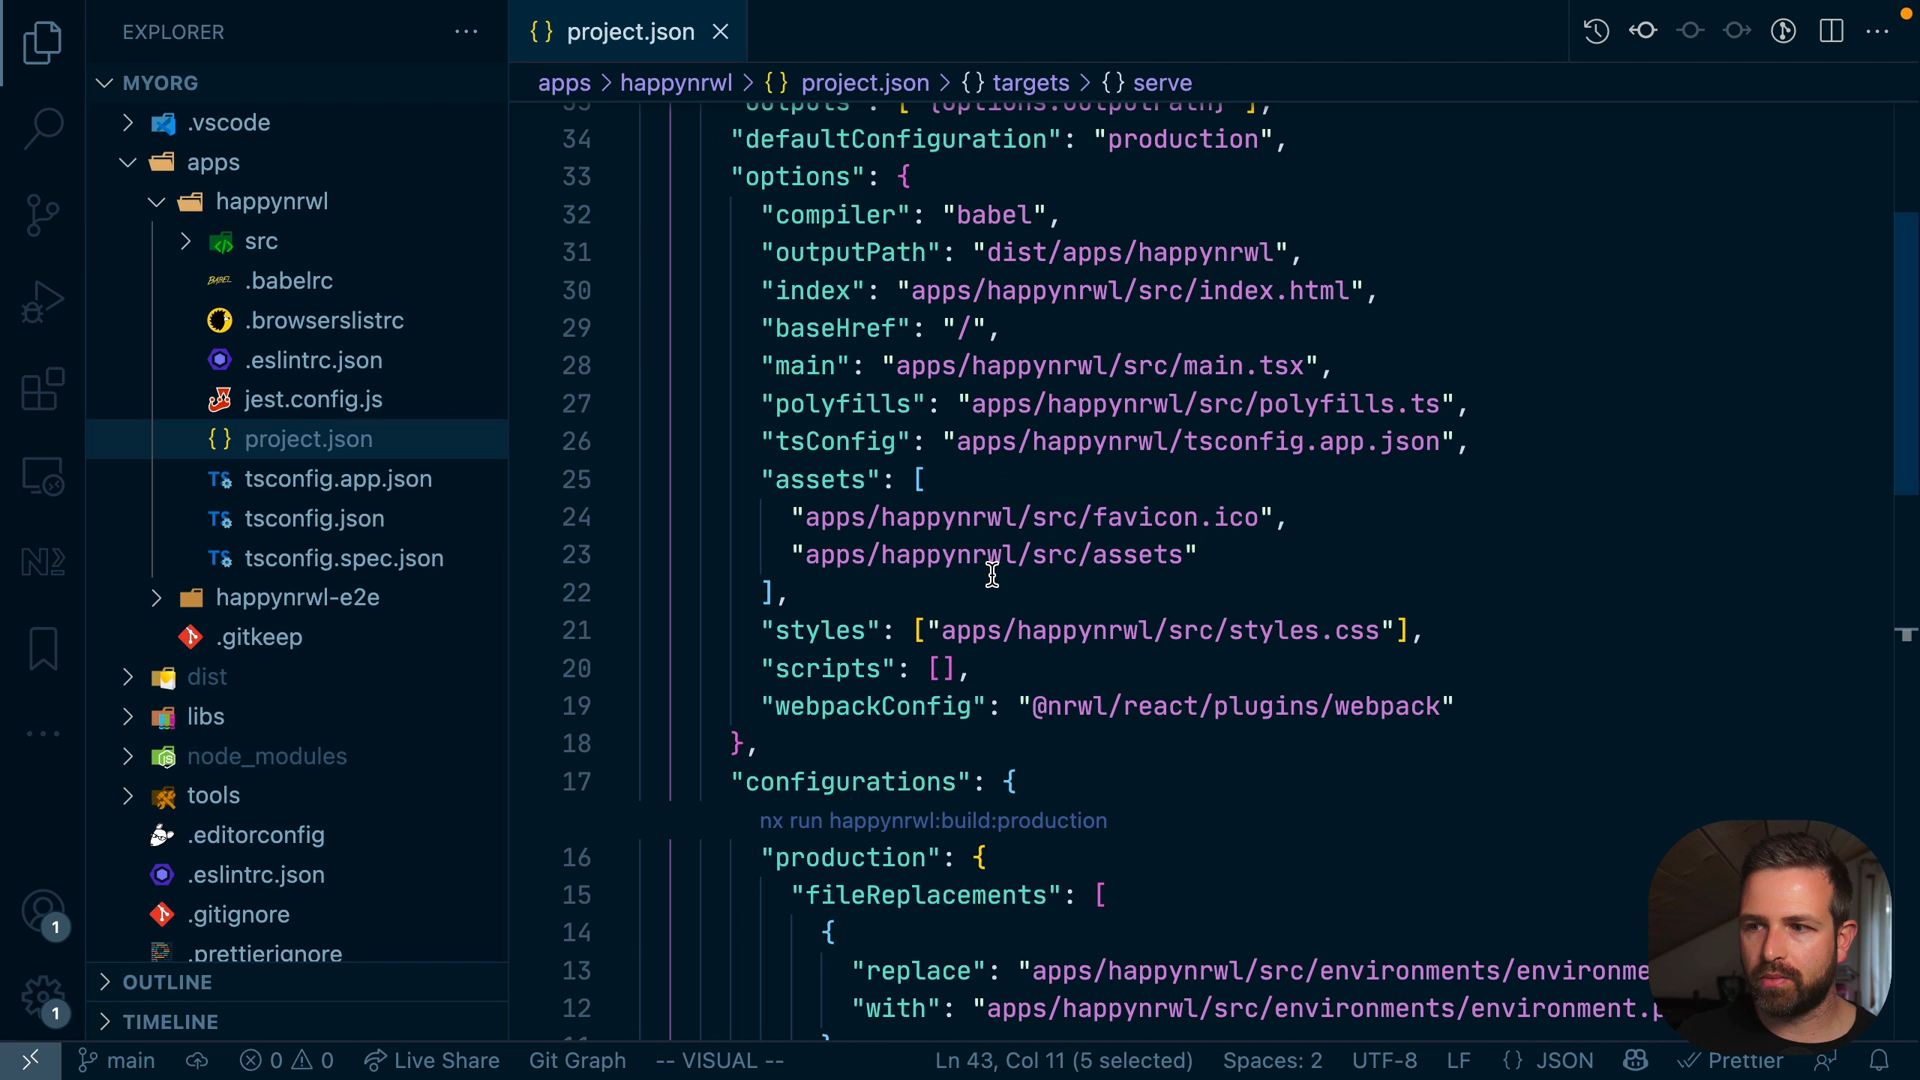 EXPLORER
MYORG
.vscode
apps
happynrwl
src
.babelrc
.browserslistrc
.eslintrc.json
jest.config.js
project.json
tsconfig.app.json
tsconfig.json
tsconfig.spec.json
happynrwl-e2e
.gitkeep
dist
libs
node_modules
tools
.editorconfig
.eslintrc.json
.gitignore
.prettierignore
OUTLINE
TIMELINE
1
1
{ } project.json
apps > happynrwl > { } project.json > { } targets > { } serve
"outputs": ["{options.outputPath}"],
34 "defaultConfiguration": "production",
33 "options": {
32 "compiler": "babel",
31 "outputPath": "dist/apps/happynrwl",
30 "index": "apps/happynrwl/src/index.html",
29 "baseHref": "/",
28 "main": "apps/happynrwl/src/main.tsx",
27 "polyfills": "apps/happynrwl/src/polyfills.ts",
26 "tsConfig": "apps/happynrwl/tsconfig.app.json",
25 "assets": [
24 "apps/happynrwl/src/favicon.ico",
23 "apps/happynrwl/src/assets"
22 ],
21 "styles": ["apps/happynrwl/src/styles.css"],
20 "scripts": [],
19 "webpackConfig": "@nrwl/react/plugins/webpack"
18 },
17 "configurations": {
nx run happynrwl:build:production
16 "production": {
15 "fileReplacements": [
14 {
13 "replace": "apps/happynrwl/src/environments/environme
12 "with": "apps/happynrwl/src/environments/environment.p
main 0 0 Live Share Git Graph -- VISUAL -- Ln 43, Col 11 (5 selected) Spaces: 2 UTF-8 LF { } JSON Prettier